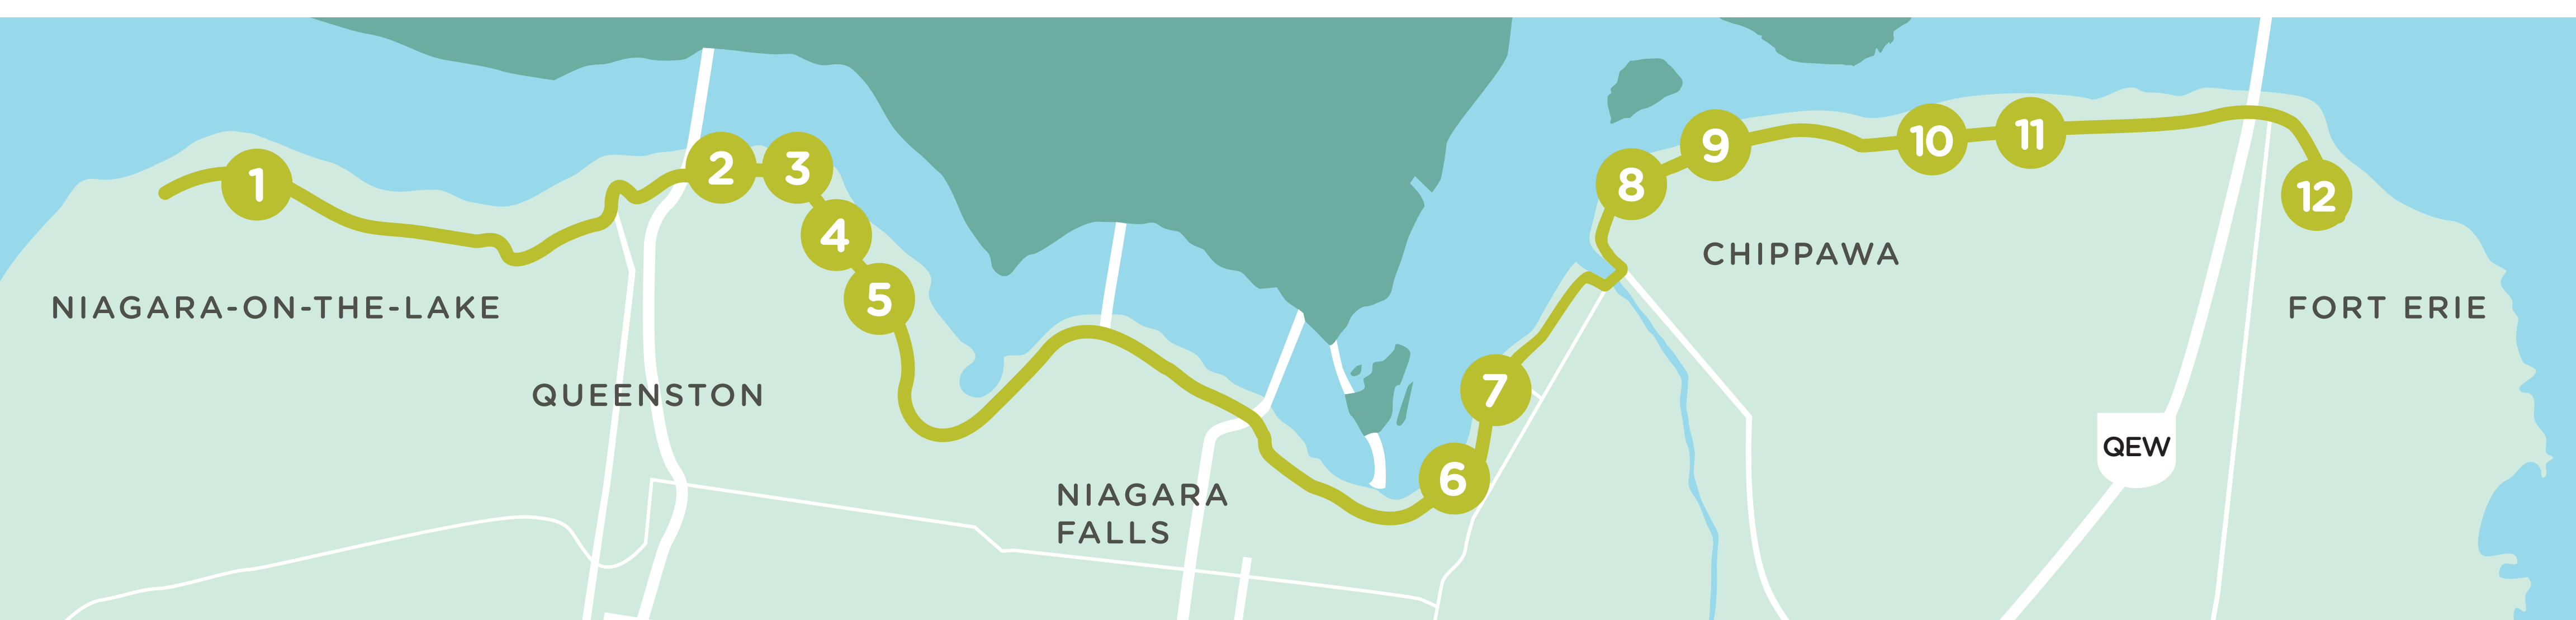 1
2
3
4
5
6
7
8
9
10
11
12
NIAGARA-ON-THE-LAKE
QUEENSTON
NIAGARA
FALLS
CHIPPAWA
FORT ERIE
QEW